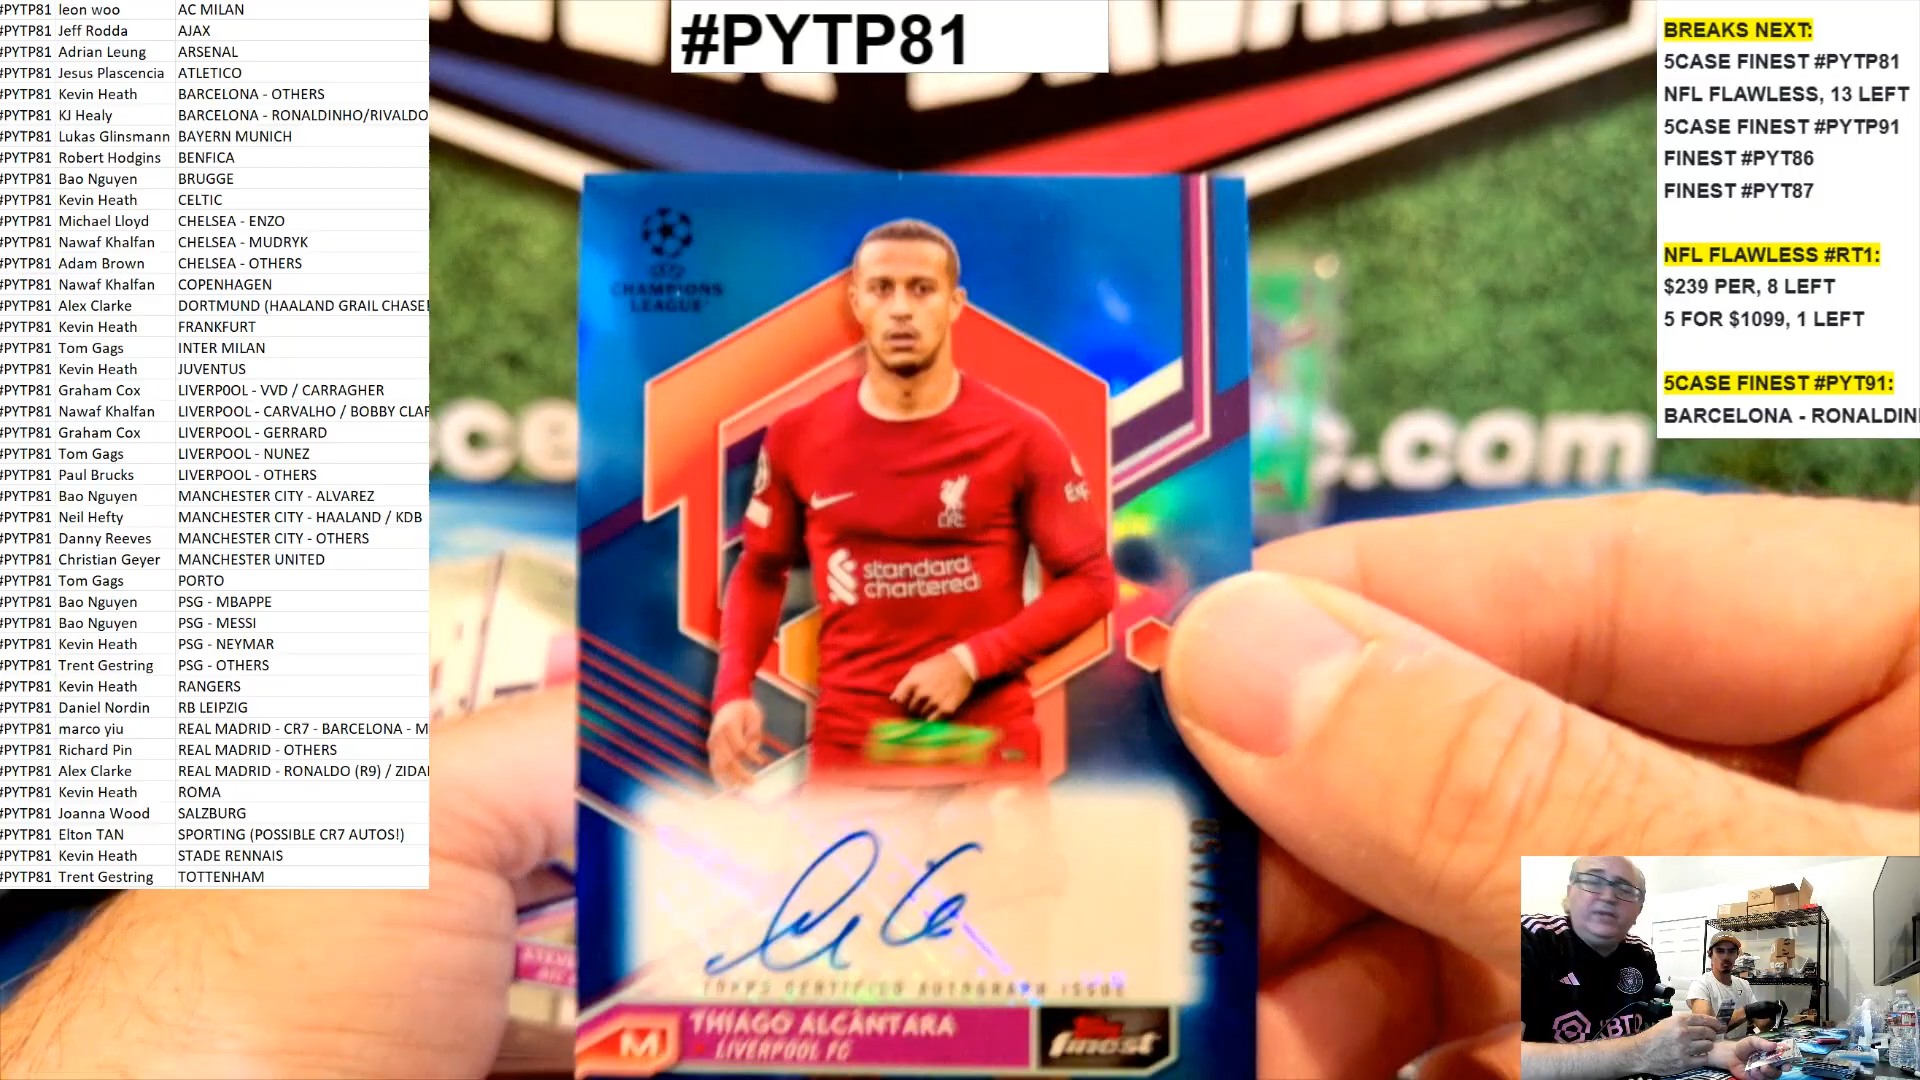 #PYTP81 leon woo AC MILAN
#PYTP81 Jeff Rodda AJAX
#PYTP81 Adrian Leung ARSENAL
#PYTP81 Jesus Plascencia ATLETICO
#PYTP81 Kevin Heath BARCELONA - OTHERS
#PYTP81 KJ Healy BARCELONA - RONALDINHO/RIVALDO
#PYTP81 Lukas Glinsmann BAYERN MUNICH
#PYTP81 Robert Hodgins BENFICA
#PYTP81 Bao Nguyen BRUGGE
#PYTP81 Kevin Heath CELTIC
#PYTP81 Michael Lloyd CHELSEA - ENZO
#PYTP81 Nawaf Khalfan CHELSEA - MUDRYK
#PYTP81 Adam Brown CHELSEA - OTHERS
#PYTP81 Nawaf Khalfan COPENHAGEN
#PYTP81 Alex Clarke DORTMUND (HAALAND GRAIL CHASE
#PYTP81 Kevin Heath FRANKFURT
#PYTP81 Tom Gags INTER MILAN
#PYTP81 Kevin Heath JUVENTUS
#PYTP81 Graham Cox LIVERP0OL - VVD / CARRAGHER
#PYTP81 Nawaf Khalfan LIVERPOOL - CARVALHO / BOBBY CLAR
#PYTP81 Graham Cox LIVERPOOL - GERRARD
#PYTP81 Tom Gags LIVERPOOL - NUNEZ
#PYTP81 Paul Brucks LIVERPOOL - OTHERS
#PYTP81 Bao Nguyen MANCHESTER CITY - ALVAREZ
#PYTP81 Neil Hefty MANCHESTER CITY - HAALAND / KDB
#PYTP81 Danny Reeves MANCHESTER CITY - OTHERS
#PYTP81 Christian Geyer MANCHESTER UNITED
#PYTP81 Tom Gags PORTO
#PYTP81 Bao Nguyen PSG - MBAPPE
#PYTP81 Bao Nguyen PSG - MESSI
#PYTP81 Kevin Heath PSG - NEYMAR
#PYTP81 Trent Gestring PSG - OTHERS
#PYTP81 Kevin Heath RANGERS
#PYTP81 Daniel Nordin RB LEIPZIG
#PYTP81 marco yiu REAL MADRID - CR7 - BARCELONA - M
#PYTP81 Richard Pin REAL MADRID - OTHERS
#PYTP81 Alex Clarke REAL MADRID - RONALDO (R9) / ZIDA
#PYTP81 Kevin Heath ROMA
#PYTP81 Joanna Wood SALZBURG
#PYTP81 Elton TAN SPORTING (POSSIBLE CR7 AUTOS!)
#PYTP81 Kevin Heath STADE RENNAIS
#PYTP81 Trent Gestring TOTTENHAM
#PYTP81
CHAMPIONS
LEAGUE
LFC
standard
chartered
084/150
TOPPS CERTIFIED AUTOGRAPH ISSUE
M
THIAGO ALCÂNTARA
LIVERPOOL FC
Topps
finest
ce
.com
BREAKS NEXT:
5CASE FINEST #PYTP81
NFL FLAWLESS, 13 LEFT
5CASE FINEST #PYTP91
FINEST #PYT86
FINEST #PYT87
NFL FLAWLESS #RT1:
$239 PER, 8 LEFT
5 FOR $1099, 1 LEFT
5CASE FINEST #PYT91:
BARCELONA - RONALDIN